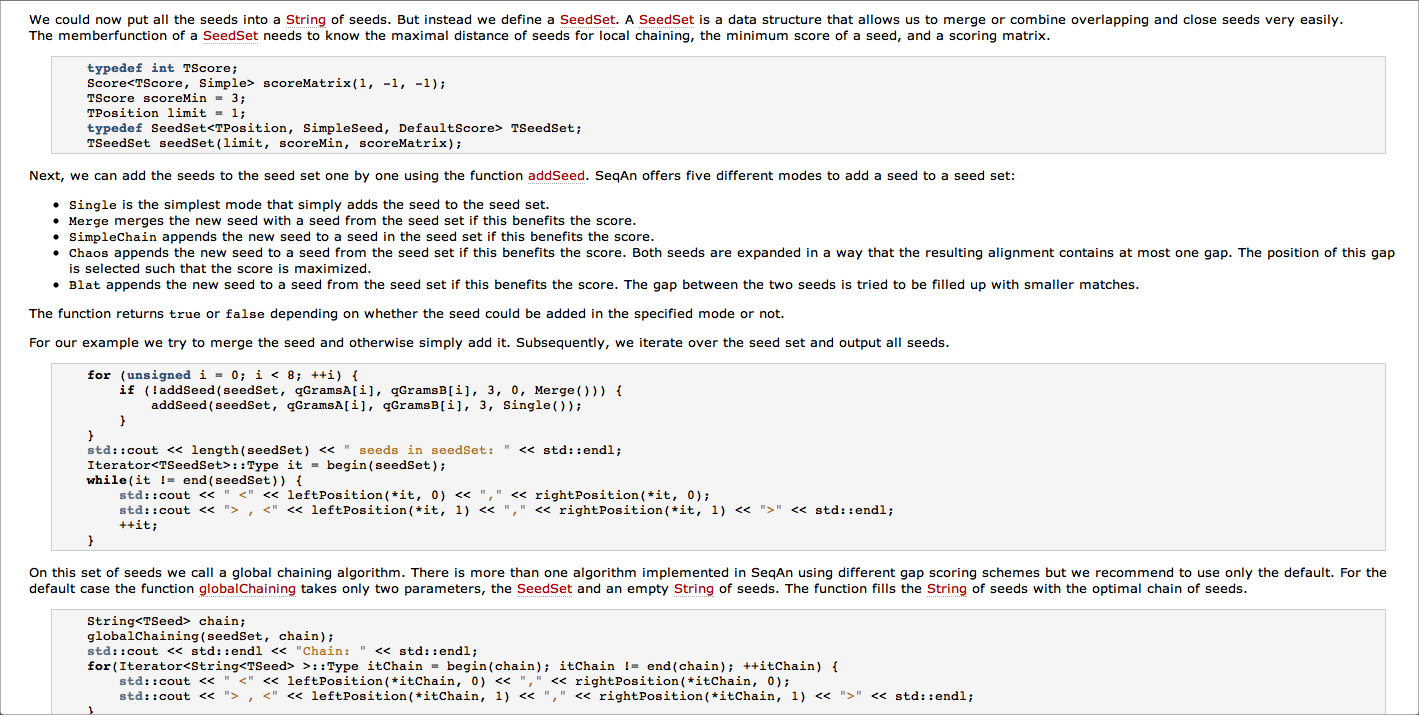 We could now put all the seeds into a String of seeds. But instead we define a SeedSet. A SeedSet is a data structure that allows us to merge or combine overlapping and close seeds very easily.
The memberfunction of a SeedSet needs to know the maximal distance of seeds for local chaining, the minimum score of a seed, and a scoring matrix.
typedef int TScore;
Score<TScore, Simple> scoreMatrix(1, -1, -1);
TScore scoreMin = 3;
TPosition limit = 1;
typedef SeedSet<TPosition, SimpleSeed, DefaultScore> TSeedSet;
TSeedSet seedSet(limit, scoreMin, scoreMatrix);
Next, we can add the seeds to the seed set one by one using the function addSeed. SeqAn offers five different modes to add a seed to a seed set:
• Single is the simplest mode that simply adds the seed to the seed set.
• Merge merges the new seed with a seed from the seed set if this benefits the score.
• SimpleChain appends the new seed to a seed in the seed set if this benefits the score.
• Chaos appends the new seed to a seed from the seed set if this benefits the score. Both seeds are expanded in a way that the resulting alignment contains at most one gap. The position of this gap
is selected such that the score is maximized.
• Blat appends the new seed to a seed from the seed set if this benefits the score. The gap between the two seeds is tried to be filled up with smaller matches.
The function returns true or false depending on whether the seed could be added in the specified mode or not.
For our example we try to merge the seed and otherwise simply add it. Subsequently, we iterate over the seed set and output all seeds.
for (unsigned i = 0; i < 8; ++i) {
if (!addSeed(seedSet, qGramsA[i], qGramsB[i], 3, 0, Merge())) {
addSeed(seedSet, qGramsA[i], qGramsB[i], 3, Single());
}
}
std::cout << length(seedSet) << " seeds in seedSet: " << std::endl;
Iterator<TSeedSet>::Type it = begin(seedSet);
while(it != end(seedSet)) {
std::cout << " <" << leftPosition(*it, 0) << "," << rightPosition(*it, 0);
std::cout << "> , <" << leftPosition(*it, 1) << "," << rightPosition(*it, 1) << ">" << std::endl;
++it;
}
On this set of seeds we call a global chaining algorithm. There is more than one algorithm implemented in SeqAn using different gap scoring schemes but we recommend to use only the default. For the
default case the function globalChaining takes only two parameters, the SeedSet and an empty String of seeds. The function fills the String of seeds with the optimal chain of seeds.
String<TSeed> chain;
globalChaining(seedSet, chain);
std::cout << std::endl << "Chain: " << std::endl;
for(Iterator<String<TSeed> >::Type itChain = begin(chain); itChain != end(chain); ++itChain) {
std::cout << " <" << leftPosition(*itChain, 0) << "," << rightPosition(*itChain, 0);
std::cout << "> , <" << leftPosition(*itChain, 1) << "," << rightPosition(*itChain, 1) << ">" << std::endl;
}